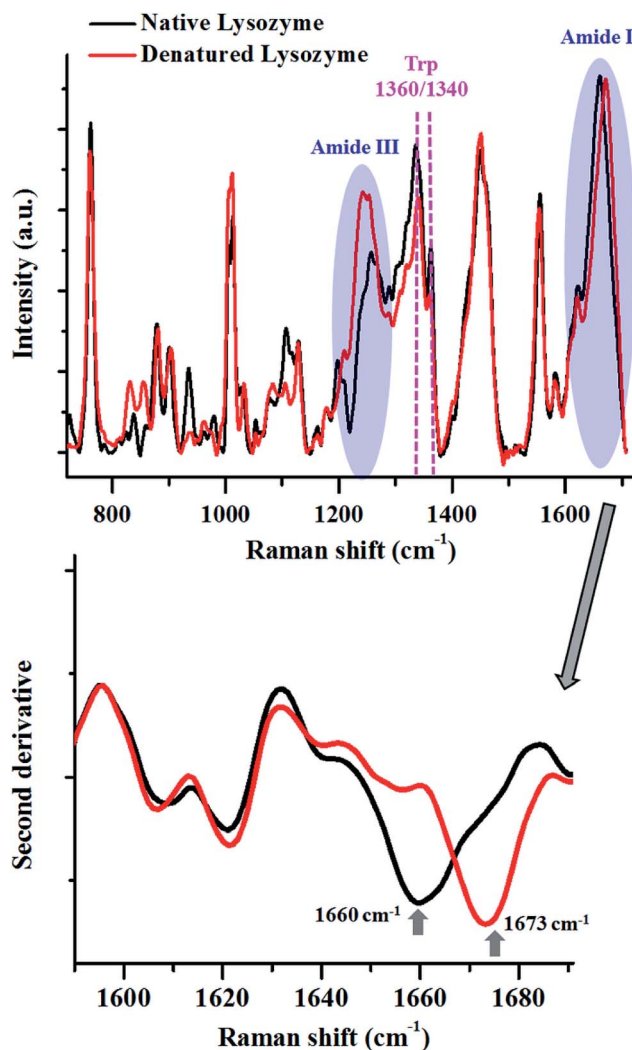 Native Lysozyme
Denatured Lysozyme
Amide I
Trp
1360/1340
Amide III
Intensity (a.u.)
800 1000 1200 1400 1600
Raman shift (cm⁻¹)
Second derivative
1660 cm⁻¹
1673 cm⁻¹
1600 1620 1640 1660 1680
Raman shift (cm⁻¹)